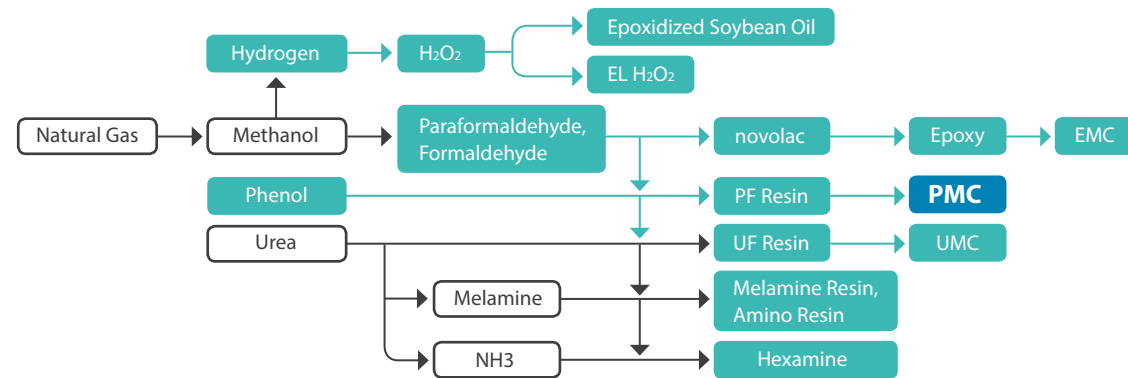 Epoxidized Soybean Oil
Hydrogen
H₂O₂
EL H₂O₂
Natural Gas
Methanol
Paraformaldehyde,
Formaldehyde
novolac
Epoxy
EMC
Phenol
PF Resin
PMC
Urea
UF Resin
UMC
Melamine
Melamine Resin,
Amino Resin
NH3
Hexamine